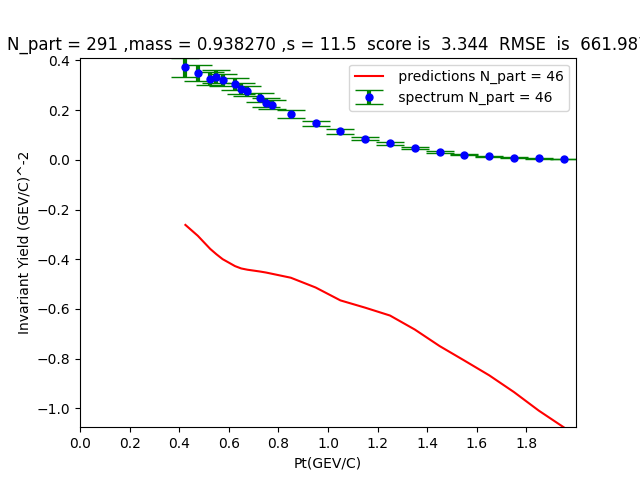 N_part = 291 ,mass = 0.938270 ,s = 11.5  score is  3.344  RMSE  is  661.98
0.4
predictions N_part = 46
spectrum N_part = 46
0.2
0.0
−0.2
−0.4
−0.6
−0.8
−1.0
Invariant Yield (GEV/C)^-2
0.0 0.2 0.4 0.6 0.8 1.0 1.2 1.4 1.6 1.8
Pt(GEV/C)